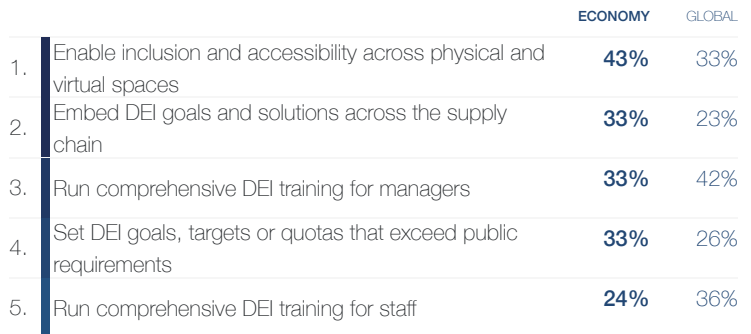 ECONOMY GLOBAL
1. Enable inclusion and accessibility across physical and virtual spaces 43% 33%
2. Embed DEI goals and solutions across the supply chain 33% 23%
3. Run comprehensive DEI training for managers 33% 42%
4. Set DEI goals, targets or quotas that exceed public requirements 33% 26%
5. Run comprehensive DEI training for staff 24% 36%